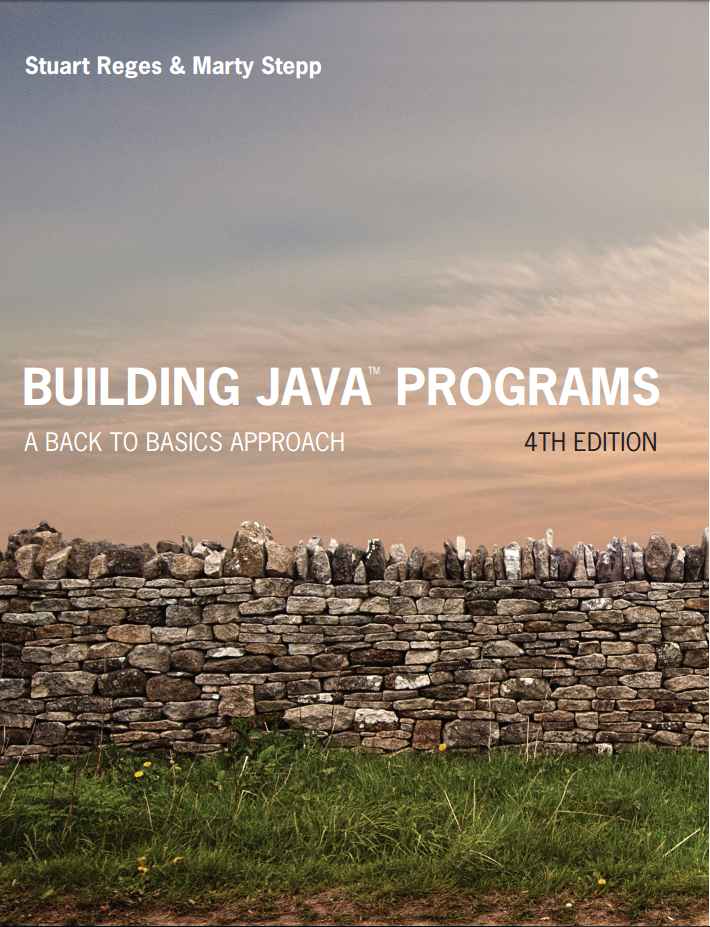 Stuart Reges & Marty Stepp
BUILDING JAVA™ PROGRAMS
A BACK TO BASICS APPROACH 4TH EDITION